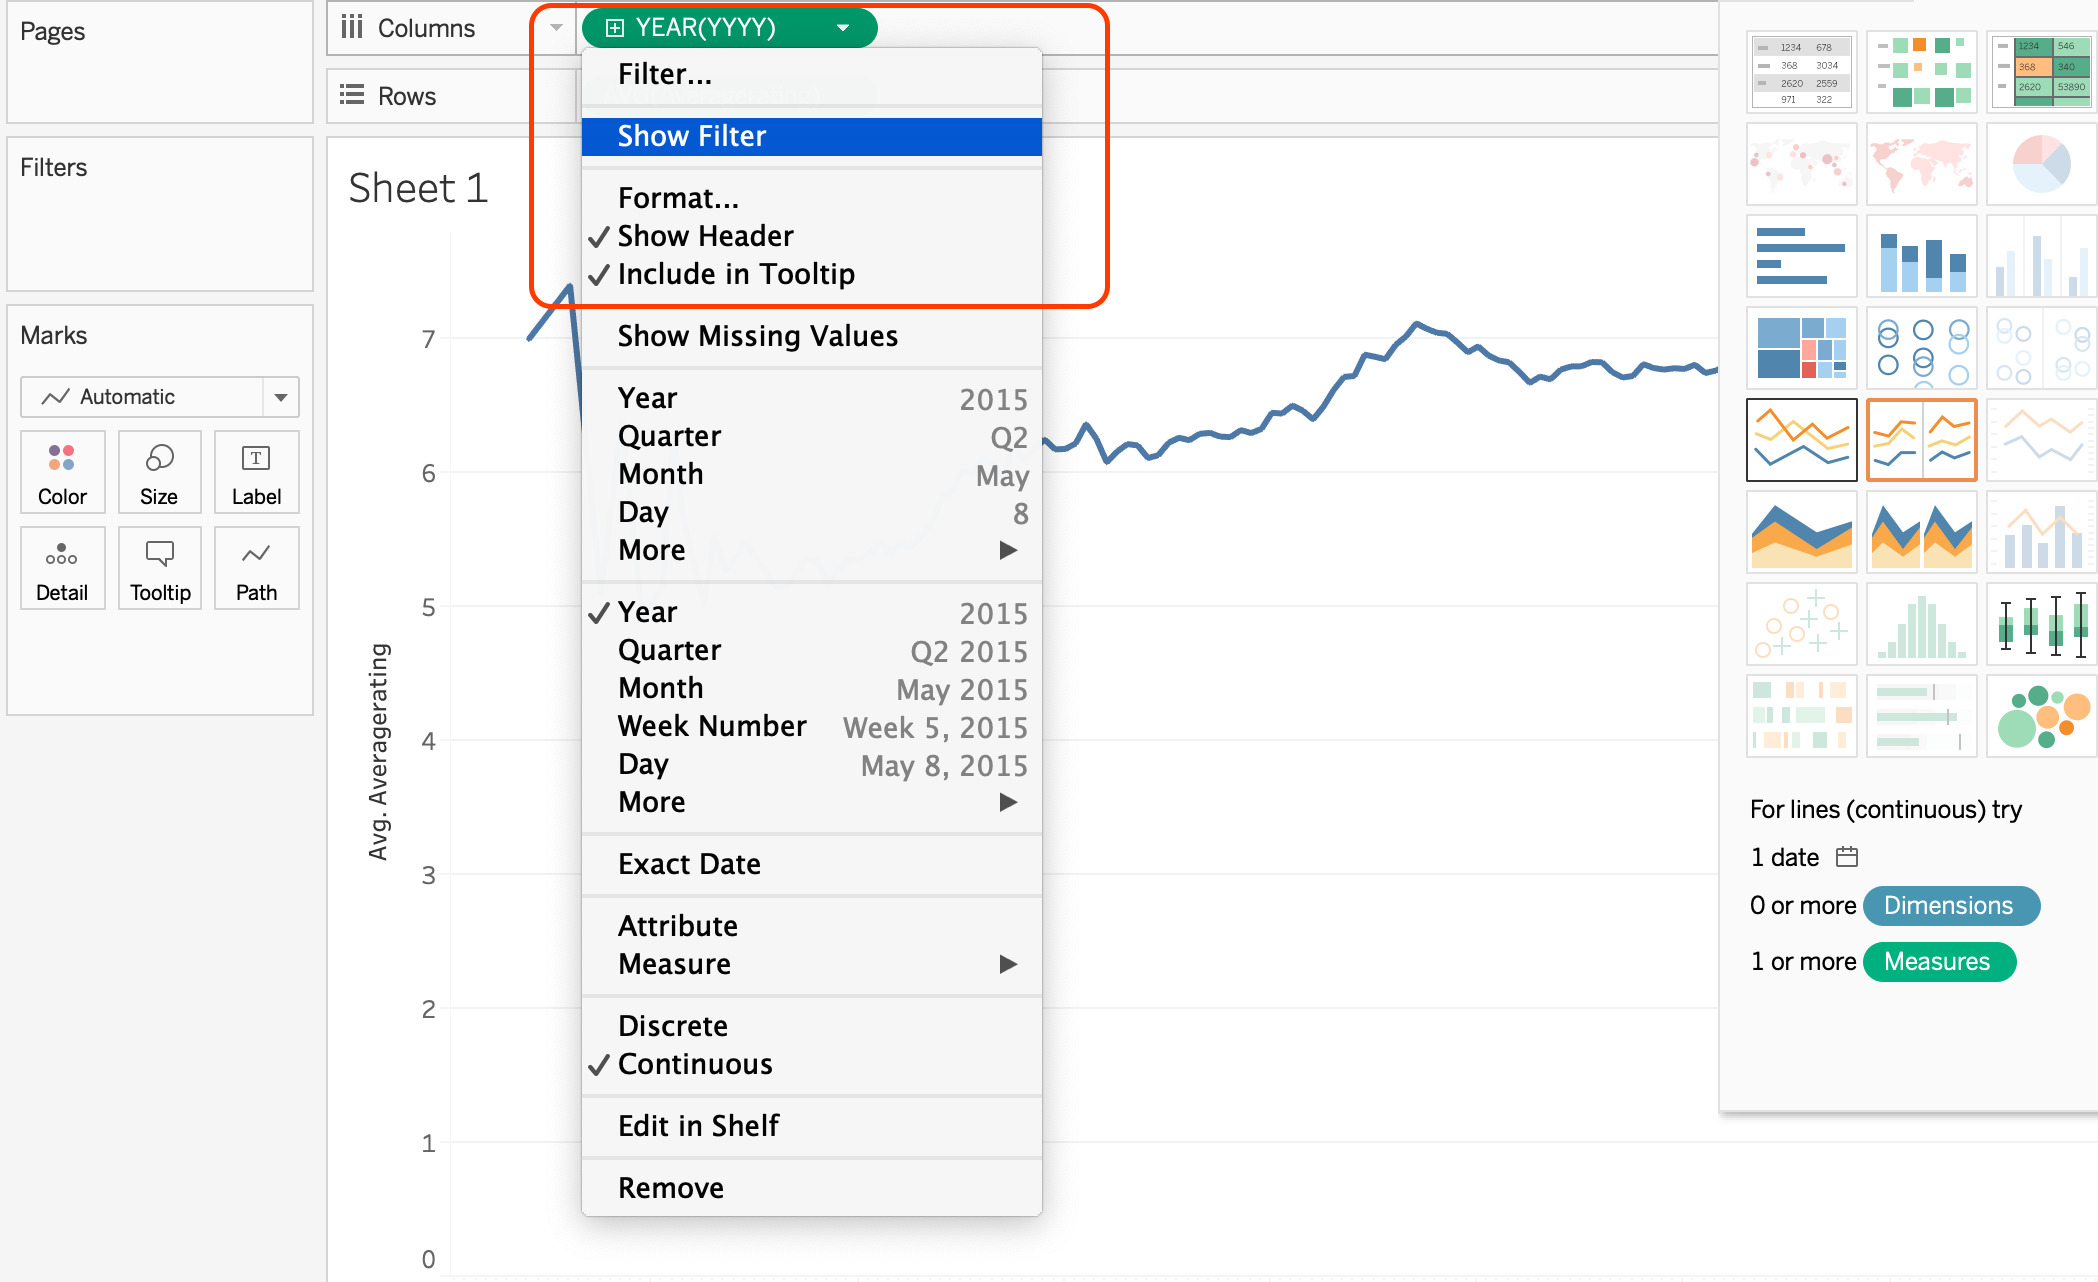 Pages
Columns
YEAR(YYYY)
Rows
Filters
Sheet 1
Marks
Automatic
Color
Size
Label
Detail
Tooltip
Path
Filter...
Show Filter
Format...
Show Header
Include in Tooltip
Show Missing Values
Year 2015
Quarter Q2
Month May
Day 8
More
Year 2015
Quarter Q2 2015
Month May 2015
Week Number Week 5, 2015
Day May 8, 2015
More
Exact Date
Attribute
Measure
Discrete
Continuous
Edit in Shelf
Remove
7
6
5
4
3
2
1
0
Avg. Averagerating
T
1234 678
368 3034
2620 2559
971 322
1234 546
368 340
2620 53890
For lines (continuous) try
1 date
0 or more Dimensions
1 or more Measures